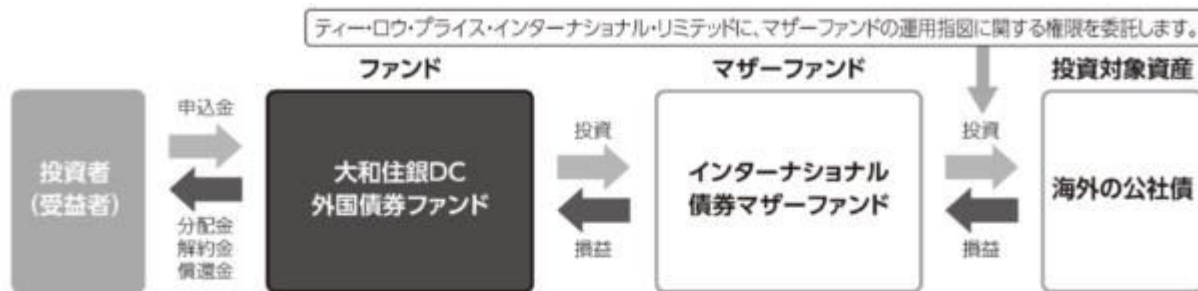 ティー・ロウ・プライス・インターナショナル・リミテッドに、マザーファンドの運用指図に関する権限を委託します。
ファンド
マザーファンド
投資対象資産
投資者
(受益者)
申込金
分配金
解約金
償還金
大和住銀DC
外国債券ファンド
投資
損益
インターナショナル
債券マザーファンド
投資
損益
海外の公社債